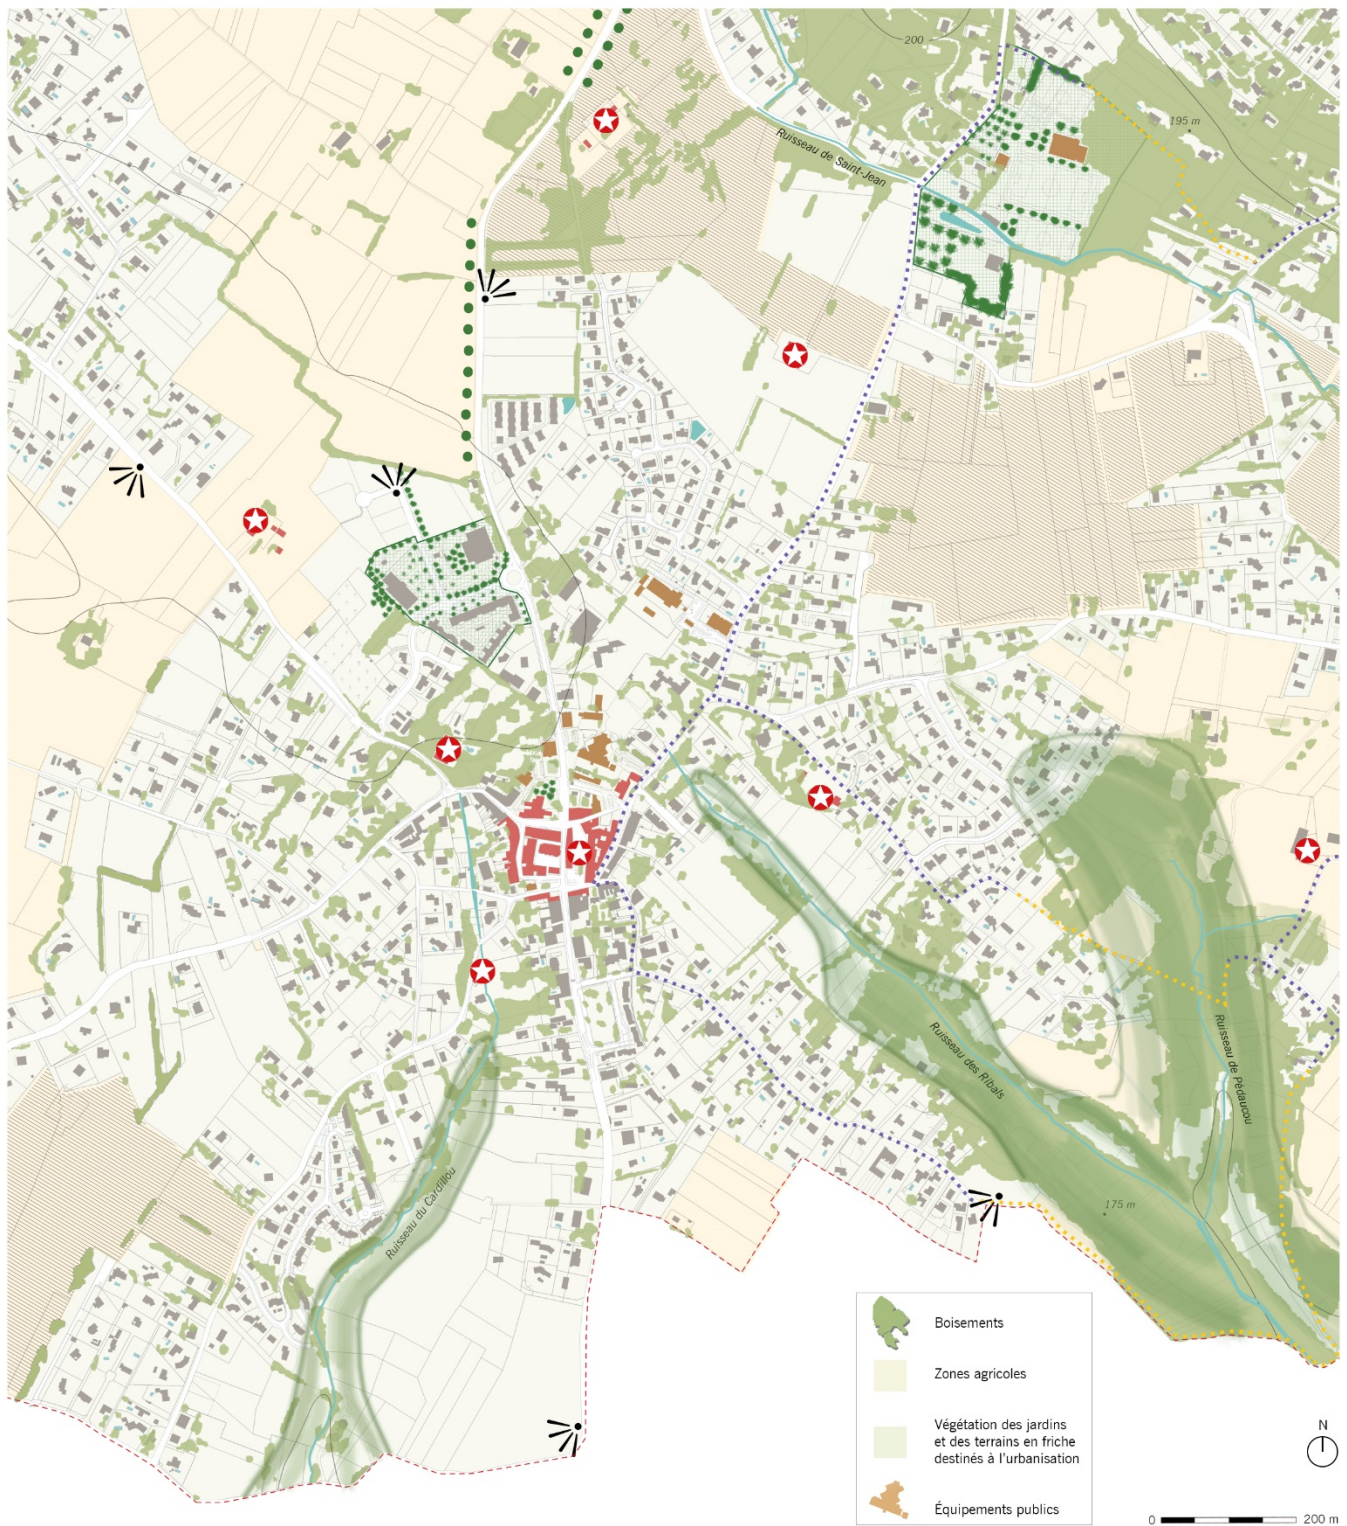 200
195 m
Ruisseau de Saint-Jean
Ruisseau des Ribals
Ruisseau de Pédaucou
Ruisseau du Cardillou
175 m
Boisements
Zones agricoles
Végétation des jardins
et des terrains en friche
destinés à l'urbanisation
Équipements publics
N
0 200 m